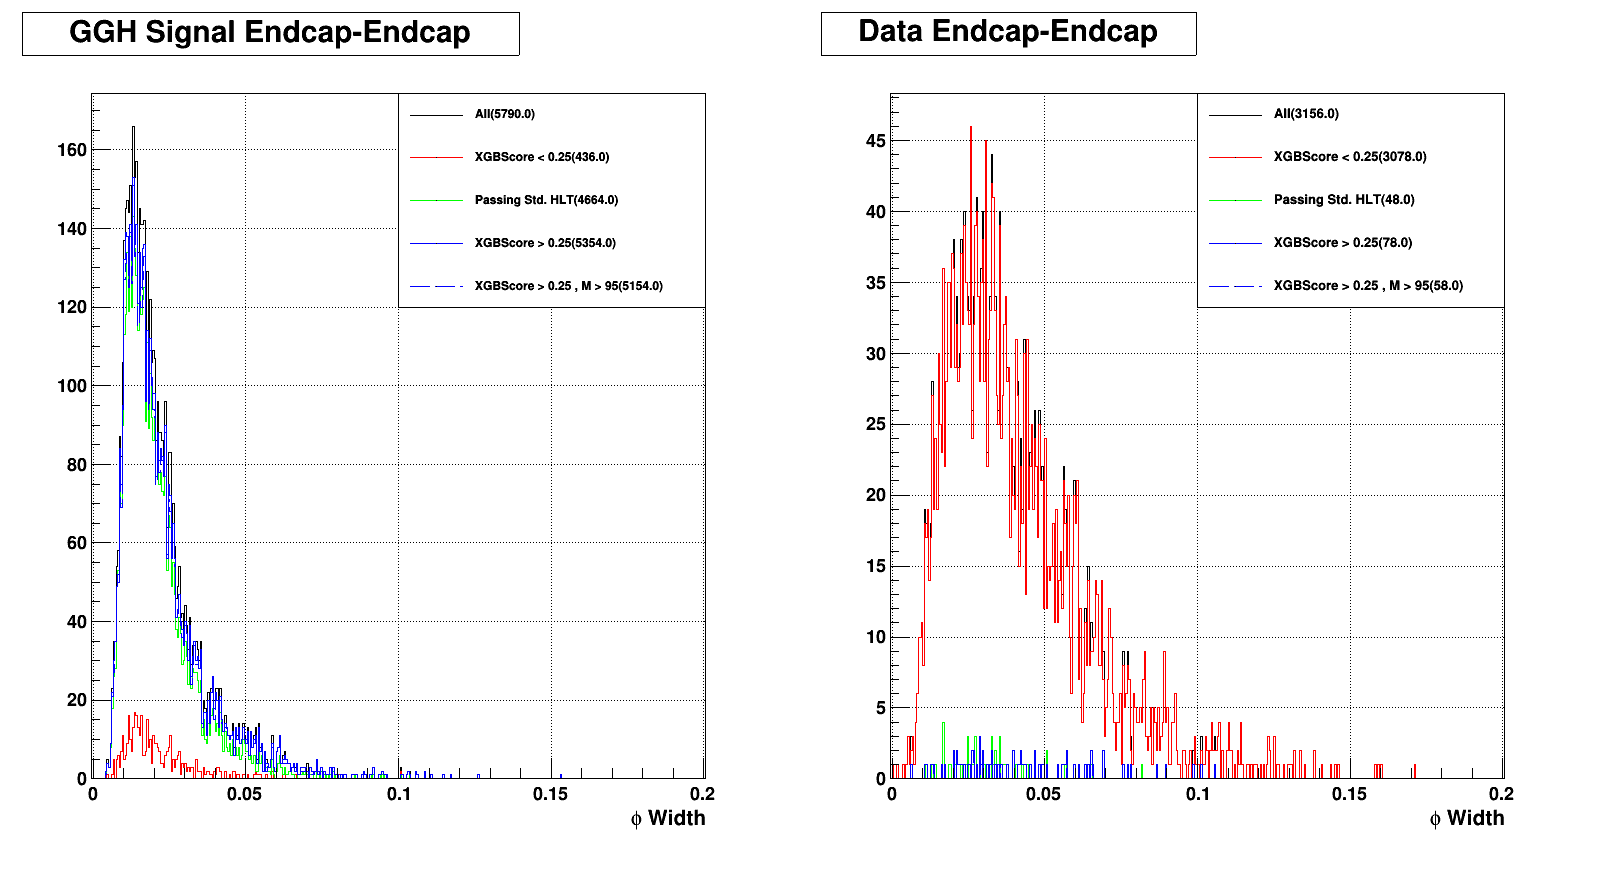 GGH Signal Endcap-Endcap
All(5790.0)
XGBScore < 0.25(436.0)
Passing Std. HLT(4664.0)
XGBScore > 0.25(5354.0)
XGBScore > 0.25 , M > 95(5154.0)
160
140
120
100
80
60
40
20
0
0 0.05 0.1 0.15 0.2
ϕ Width
Data Endcap-Endcap
All(3156.0)
XGBScore < 0.25(3078.0)
Passing Std. HLT(48.0)
XGBScore > 0.25(78.0)
XGBScore > 0.25 , M > 95(58.0)
45
40
35
30
25
20
15
10
5
0
0 0.05 0.1 0.15 0.2
ϕ Width